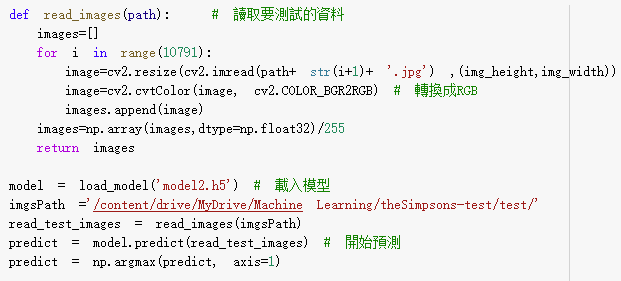 def read_images(path):     # 讀取要測試的資料
    images=[]
    for i in range(10791):
        image=cv2.resize(cv2.imread(path+ str(i+1)+ '.jpg') ,(img_height,img_width))
        image=cv2.cvtColor(image, cv2.COLOR_BGR2RGB) # 轉換成RGB
        images.append(image)
    images=np.array(images,dtype=np.float32)/255
    return images

model = load_model('model2.h5') # 載入模型
imgsPath ='/content/drive/MyDrive/Machine Learning/theSimpsons-test/test/'
read_test_images = read_images(imgsPath)
predict = model.predict(read_test_images) # 開始預測
predict = np.argmax(predict, axis=1)